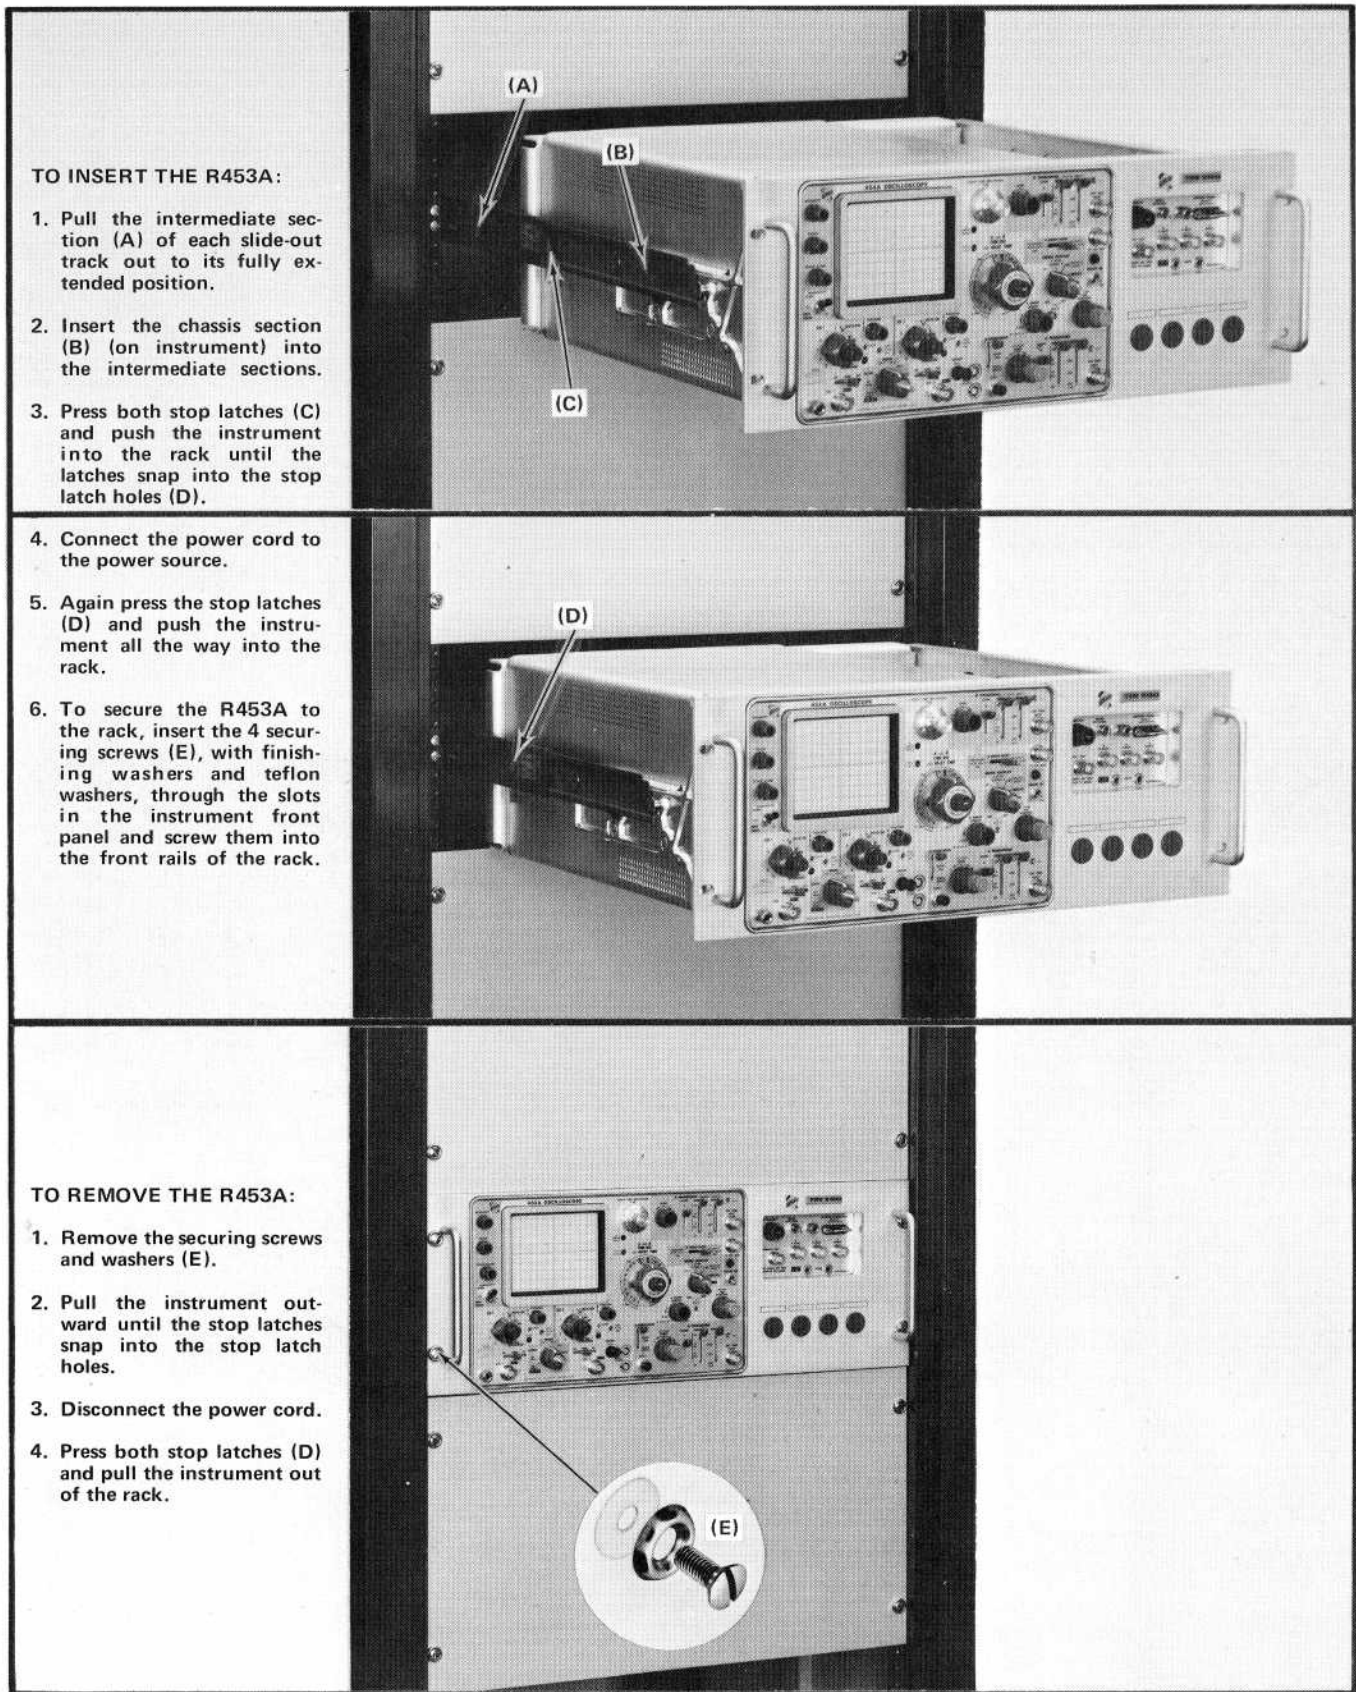 TO INSERT THE R453A:
1. Pull the intermediate sec-
tion (A) of each slide-out
track out to its fully ex-
tended position.
2. Insert the chassis section
(B) (on instrument) into
the intermediate sections.
3. Press both stop latches (C)
and push the instrument
into the rack until the
latches snap into the stop
latch holes (D).
(A)
(B)
(C)
454A OSCILLOSCOPE
4. Connect the power cord to
the power source.
5. Again press the stop latches
(D) and push the instru-
ment all the way into the
rack.
6. To secure the R453A to
the rack, insert the 4 secur-
ing screws (E), with finish-
ing washers and teflon
washers, through the slots
in the instrument front
panel and screw them into
the front rails of the rack.
(D)
454A OSCILLOSCOPE
TO REMOVE THE R453A:
1. Remove the securing screws
and washers (E).
2. Pull the instrument out-
ward until the stop latches
snap into the stop latch
holes.
3. Disconnect the power cord.
4. Press both stop latches (D)
and pull the instrument out
of the rack.
454A OSCILLOSCOPE
(E)